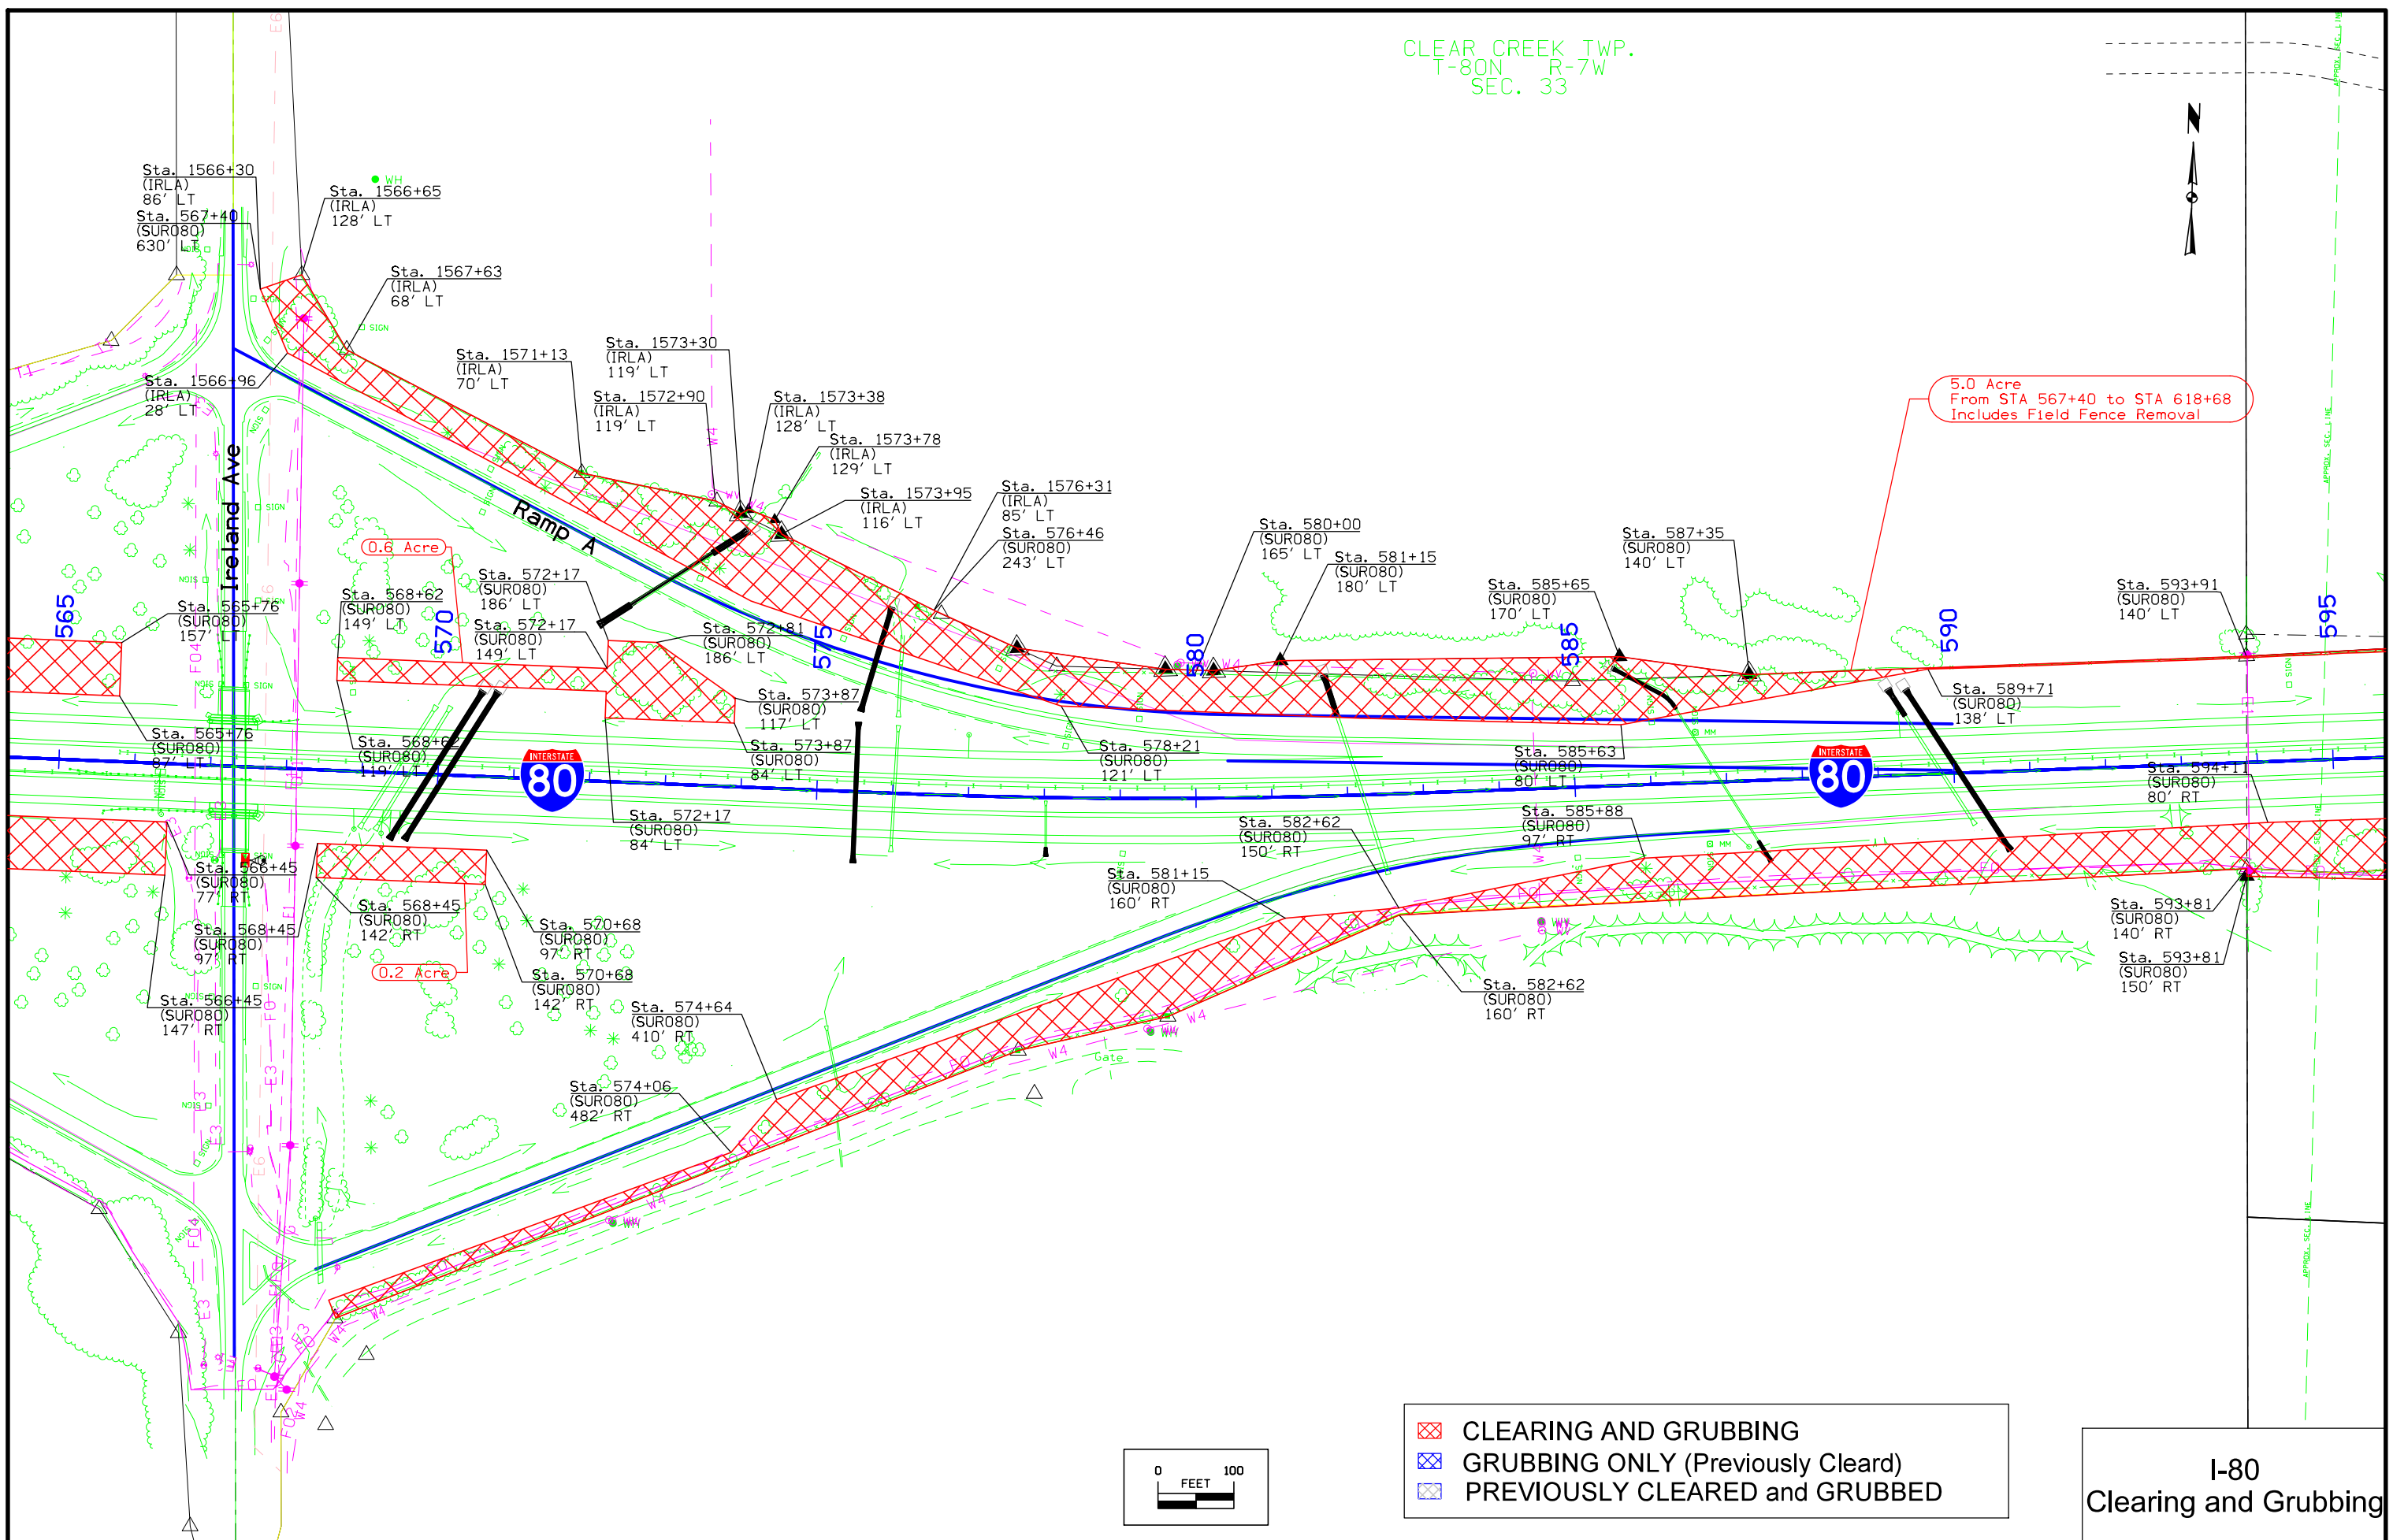 CLEAR CREEK TWP.
T-80N R-7W
SEC. 33
N
Sta. 1566+30
(IRLA)
86' LT
Sta. 567+40
(SUR080)
630' LT
WH
Sta. 1566+65
(IRLA)
128' LT
Sta. 1567+63
(IRLA)
68' LT
Sta. 1566+96
(IRLA)
28' LT
Sta. 1571+13
(IRLA)
70' LT
Sta. 1573+30
(IRLA)
119' LT
Sta. 1572+90
(IRLA)
119' LT
Sta. 1573+38
(IRLA)
128' LT
Sta. 1573+78
(IRLA)
129' LT
Sta. 1573+95
(IRLA)
116' LT
Sta. 1576+31
(IRLA)
85' LT
Sta. 576+46
(SUR080)
243' LT
5.0 Acre
From STA 567+40 to STA 618+68
Includes Field Fence Removal
Ireland Ave
Ramp A
0.6 Acre
Sta. 580+00
(SUR080)
165' LT
Sta. 581+15
(SUR080)
180' LT
Sta. 585+65
(SUR080)
170' LT
Sta. 587+35
(SUR080)
140' LT
Sta. 593+91
(SUR080)
140' LT
Sta. 565+76
(SUR080)
157' LT
Sta. 568+62
(SUR080)
149' LT
Sta. 572+17
(SUR080)
186' LT
Sta. 572+17
(SUR080)
149' LT
Sta. 572+81
(SUR080)
186' LT
565
570
575
580
585
590
595
Sta. 573+87
(SUR080)
117' LT
Sta. 573+87
(SUR080)
84' LT
Sta. 565+76
(SUR080)
87' LT
Sta. 568+62
(SUR080)
119' LT
INTERSTATE
80
Sta. 572+17
(SUR080)
84' LT
Sta. 578+21
(SUR080)
121' LT
Sta. 585+63
(SUR080)
80' LT
Sta. 589+71
(SUR080)
138' LT
INTERSTATE
80
Sta. 594+11
(SUR080)
80' RT
Sta. 585+88
(SUR080)
97' RT
Sta. 582+62
(SUR080)
150' RT
Sta. 581+15
(SUR080)
160' RT
Sta. 566+45
(SUR080)
77' RT
Sta. 568+45
(SUR080)
142' RT
Sta. 568+45
(SUR080)
97' RT
Sta. 570+68
(SUR080)
97' RT
0.2 Acre
Sta. 570+68
(SUR080)
142' RT
Sta. 566+45
(SUR080)
147' RT
Sta. 574+64
(SUR080)
410' RT
Sta. 574+06
(SUR080)
482' RT
Sta. 582+62
(SUR080)
160' RT
Sta. 593+81
(SUR080)
140' RT
Sta. 593+81
(SUR080)
150' RT
Gate
0 100
FEET
CLEARING AND GRUBBING
GRUBBING ONLY (Previously Cleard)
PREVIOUSLY CLEARED and GRUBBED
I-80
Clearing and Grubbing